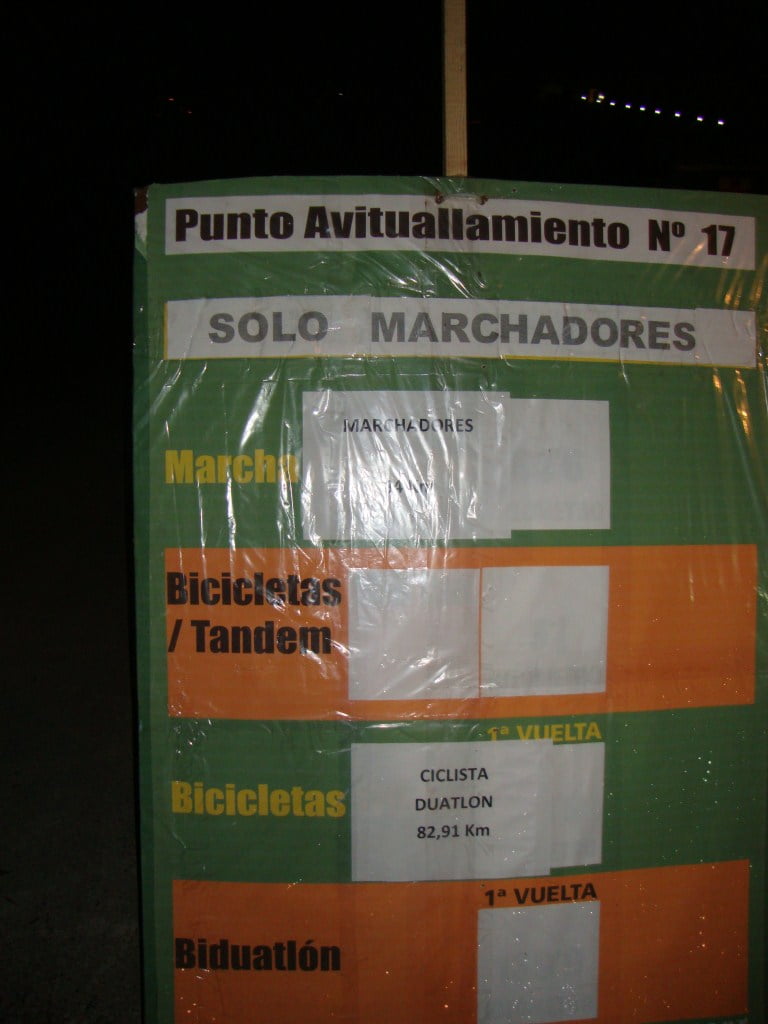 Punto Avituallamiento Nº 17
SOLO MARCHADORES
MARCHADORES
Marcha
Bicicletas
/ Tandem
1ª VUELTA
CICLISTA
DUATLON
82,91 Km
Bicicletas
1ª VUELTA
Biduatlón